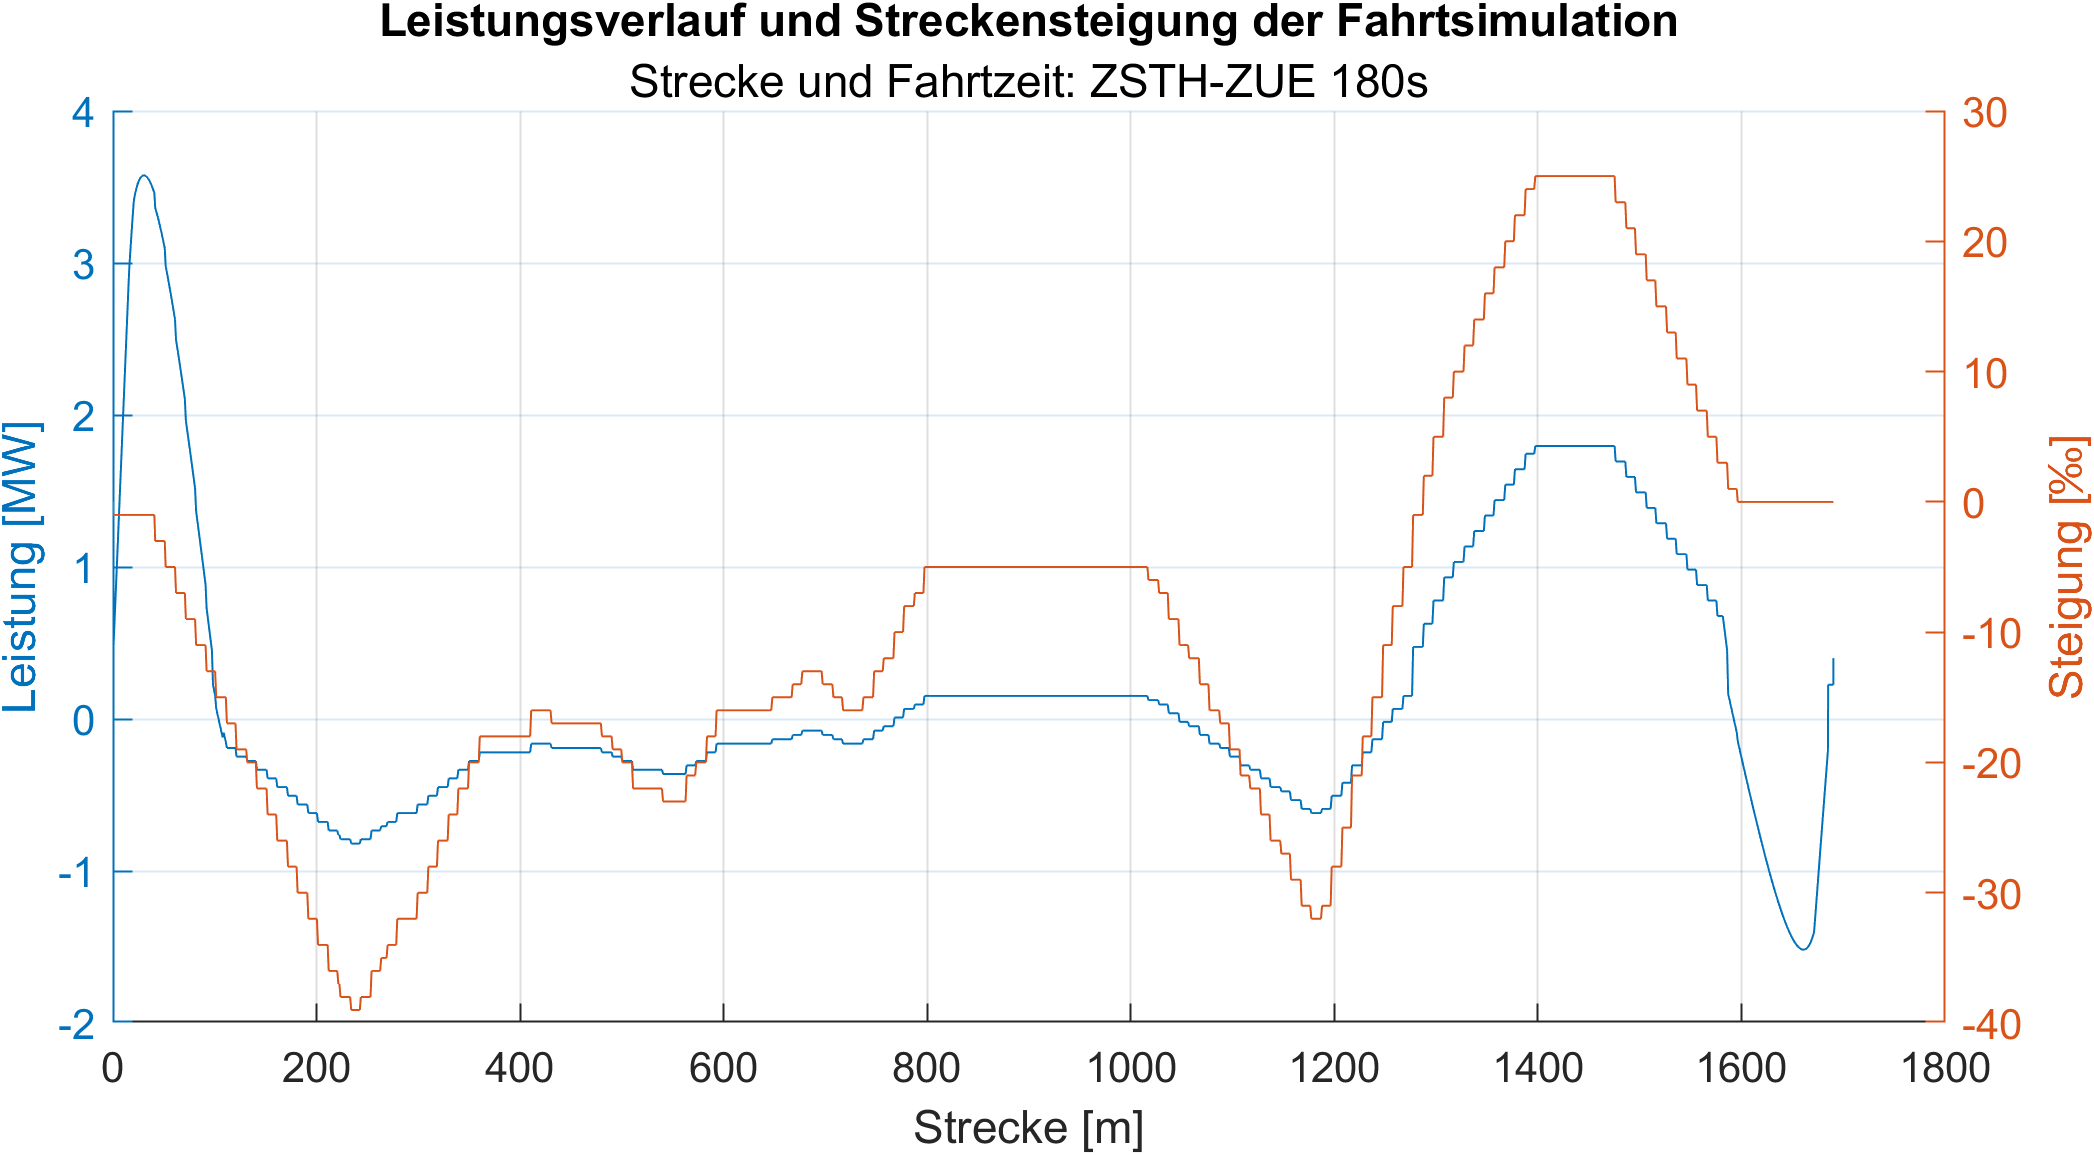 Leistungsverlauf und Streckensteigung der Fahrtsimulation
Strecke und Fahrtzeit: ZSTH-ZUE 180s
Leistung [MW]
4
3
2
1
0
-1
-2
30
20
10
0
-10
-20
-30
-40
Steigung [‰]
0 200 400 600 800 1000 1200 1400 1600 1800
Strecke [m]